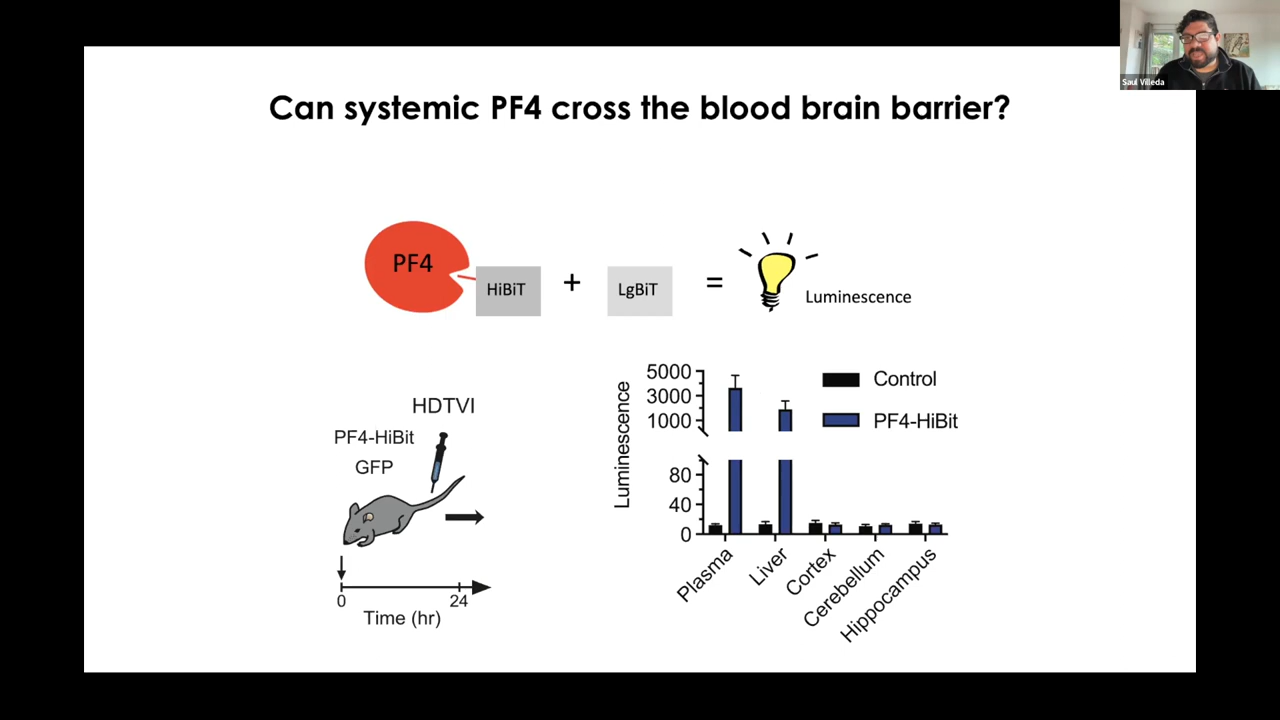 Saul Villeda
Can systemic PF4 cross the blood brain barrier?
PF4
HiBiT
+
LgBiT
=
Luminescence
HDTVI
PF4-HiBit
GFP
0
24
Time (hr)
Luminescence
5000
3000
1000
80
40
0
Control
PF4-HiBit
Plasma
Liver
Cortex
Cerebellum
Hippocampus